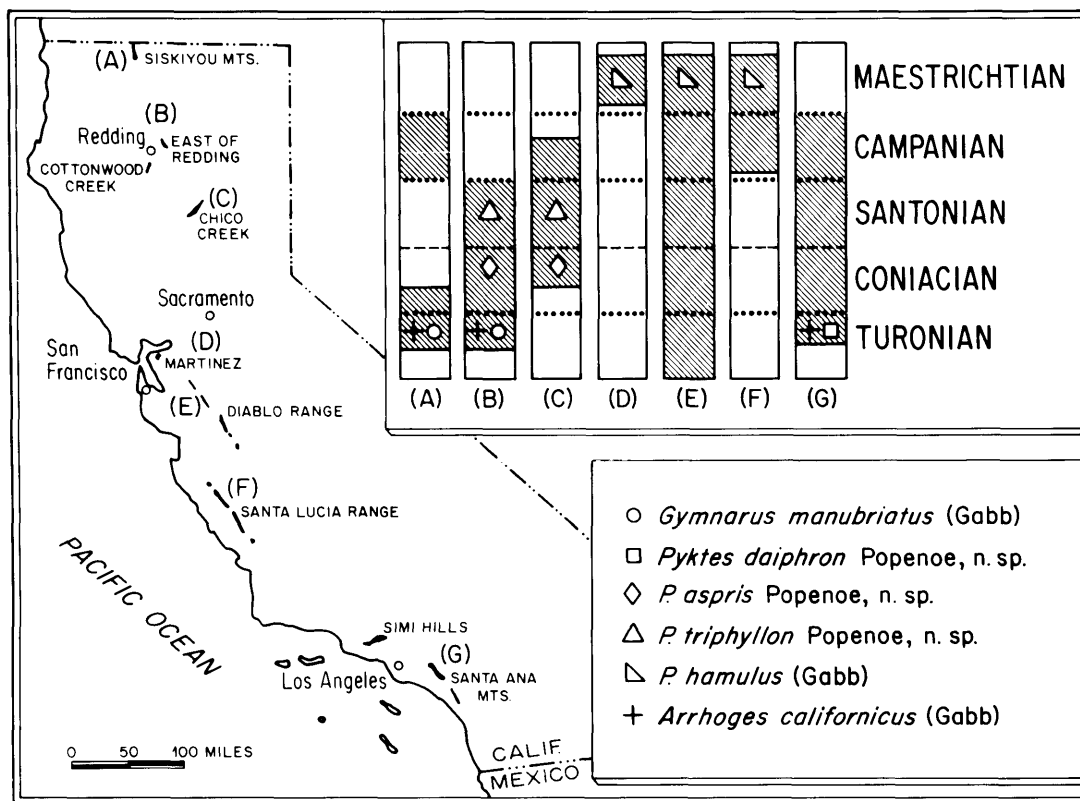 (A) SISKIYOU MTS.
(B)
Redding
EAST OF
REDDING
COTTONWOOD
CREEK
(C)
CHICO
CREEK
Sacramento
San
Francisco
(D)
MARTINEZ
(E)
DIABLO RANGE
(F)
SANTA LUCIA RANGE
PACIFIC OCEAN
SIMI HILLS
(G)
Los Angeles
SANTA ANA
MTS.
0 50 100 MILES
CALIF.
MEXICO
MAESTRICHTIAN
CAMPANIAN
SANTONIAN
CONIACIAN
TURONIAN
(A) (B) (C) (D) (E) (F) (G)
Gymnarus manubriatus (Gabb)
Pyktes daiphron Popenoe, n. sp.
P. aspris Popenoe, n. sp.
P. triphyllon Popenoe, n. sp.
P. hamulus (Gabb)
Arrhoges californicus (Gabb)